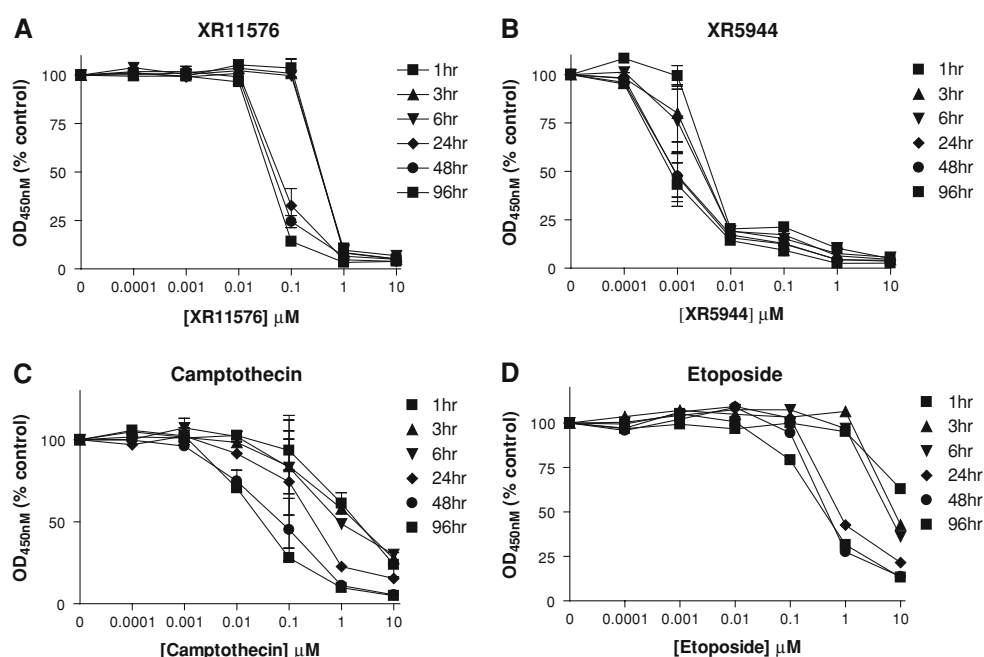 A
XR11576
OD450nM (% control)
100
75
50
25
0
0 0.0001 0.001 0.01 0.1 1 10
[XR11576] μM
1hr
3hr
6hr
24hr
48hr
96hr
B
XR5944
OD450nM (% control)
100
75
50
25
0
0 0.0001 0.001 0.01 0.1 1 10
[XR5944] μM
1hr
3hr
6hr
24hr
48hr
96hr
C
Camptothecin
OD450nM (% control)
100
50
0
0 0.0001 0.001 0.01 0.1 1 10
[Camptothecin] μM
1hr
3hr
6hr
24hr
48hr
96hr
D
Etoposide
OD450nM (% control)
100
75
50
25
0
0 0.0001 0.001 0.01 0.1 1 10
[Etoposide] μM
1hr
3hr
6hr
24hr
48hr
96hr